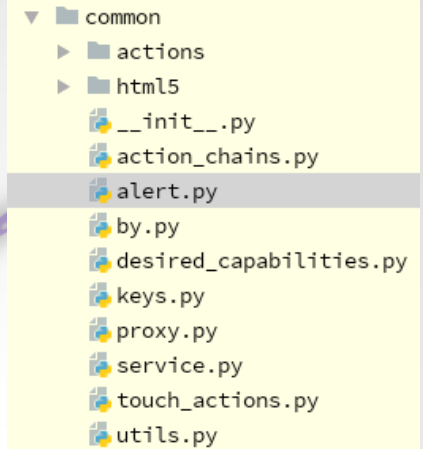 common
actions
html5
__init__.py
action_chains.py
alert.py
by.py
desired_capabilities.py
keys.py
proxy.py
service.py
touch_actions.py
utils.py